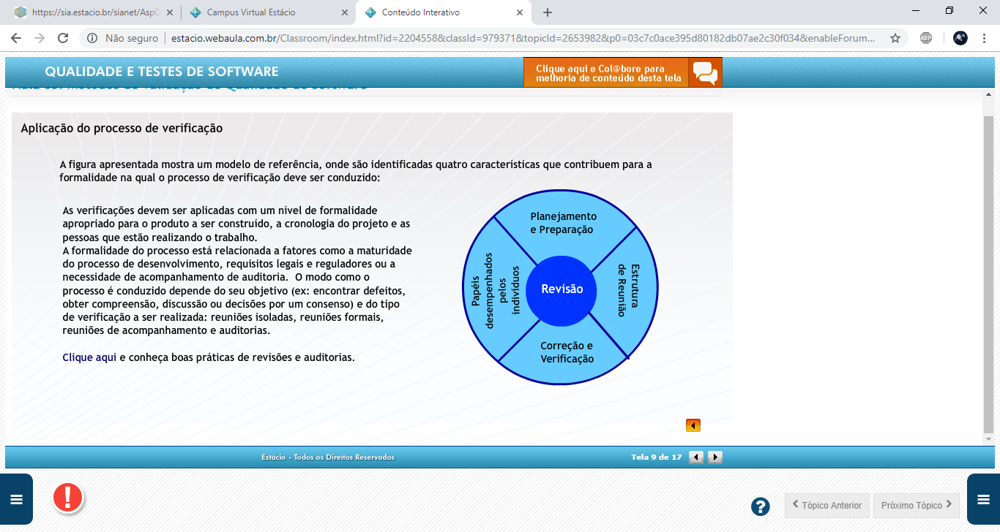 https://sia.estacio.br/sianet/AspC
Campus Virtual Estácio
Conteúdo Interativo
Não seguro
estacio.webaula.com.br/Classroom/index.html?id=2204558&classId=979371&topicId=2653982&p0=03c7c0ace395d80182db07ae2c30f034&enableForum...
ABP
QUALIDADE E TESTES DE SOFTWARE
Clique aqui e Col@bore para
melhoria de conteúdo desta tela
Aplicação do processo de verificação
A figura apresentada mostra um modelo de referência, onde são identificadas quatro características que contribuem para a
formalidade na qual o processo de verificação deve ser conduzido:
As verificações devem ser aplicadas com um nível de formalidade
apropriado para o produto a ser construído, a cronologia do projeto e as
pessoas que estão realizando o trabalho.
A formalidade do processo está relacionada a fatores como a maturidade
do processo de desenvolvimento, requisitos legais e reguladores ou a
necessidade de acompanhamento de auditoria. O modo como o
processo é conduzido depende do seu objetivo (ex: encontrar defeitos,
obter compreensão, discussão ou decisões por um consenso) e do tipo
de verificação a ser realizada: reuniões isoladas, reuniões formais,
reuniões de acompanhamento e auditorias.
Clique aqui e conheça boas práticas de revisões e auditorias.
Planejamento
e Preparação
Estrutura
de Reunião
Correção e
Verificação
Papéis
desempenhados
pelos
indivíduos
Revisão
Estácio - Todos os Direitos Reservados
Tela 9 de 17
Tópico Anterior
Próximo Tópico